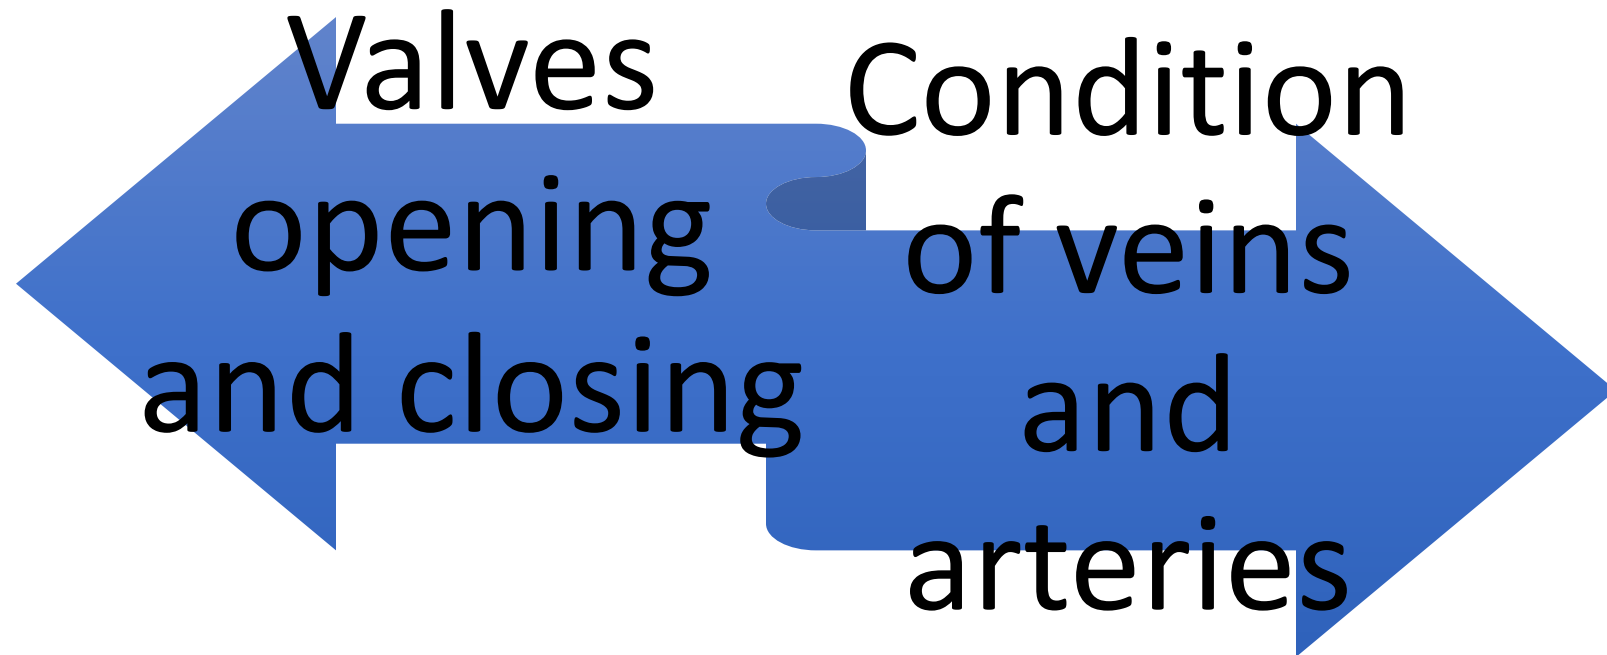 Valves
opening
and closing
Condition
of veins
and
arteries